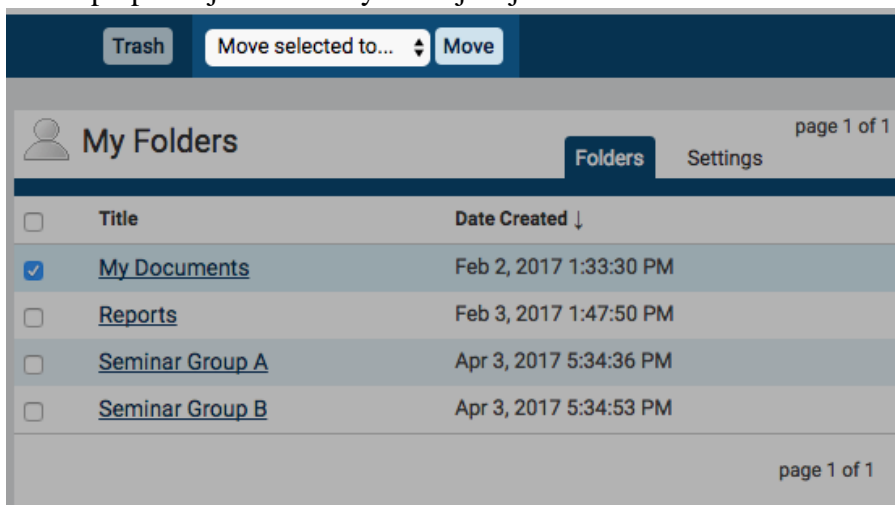 Trash Move selected to... Move
page 1 of 1
My Folders
Folders Settings
Title Date Created ↓
My Documents Feb 2, 2017 1:33:30 PM
Reports Feb 3, 2017 1:47:50 PM
Seminar Group A Apr 3, 2017 5:34:36 PM
Seminar Group B Apr 3, 2017 5:34:53 PM
page 1 of 1